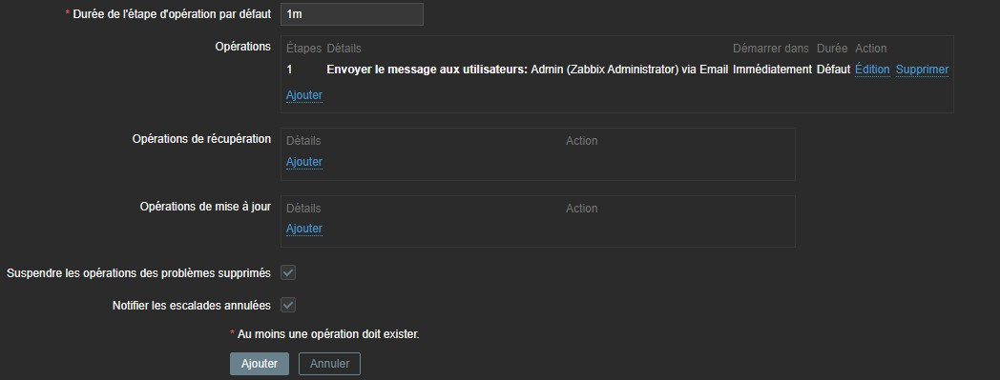 * Durée de l'étape d'opération par défaut 1m
Opérations Étapes Détails Démarrer dans Durée Action
1 Envoyer le message aux utilisateurs: Admin (Zabbix Administrator) via Email Immédiatement Défaut Édition Supprimer
Ajouter
Opérations de récupération Détails Action
Ajouter
Opérations de mise à jour Détails Action
Ajouter
Suspendre les opérations des problèmes supprimés
Notifier les escalades annulées
* Au moins une opération doit exister.
Ajouter Annuler